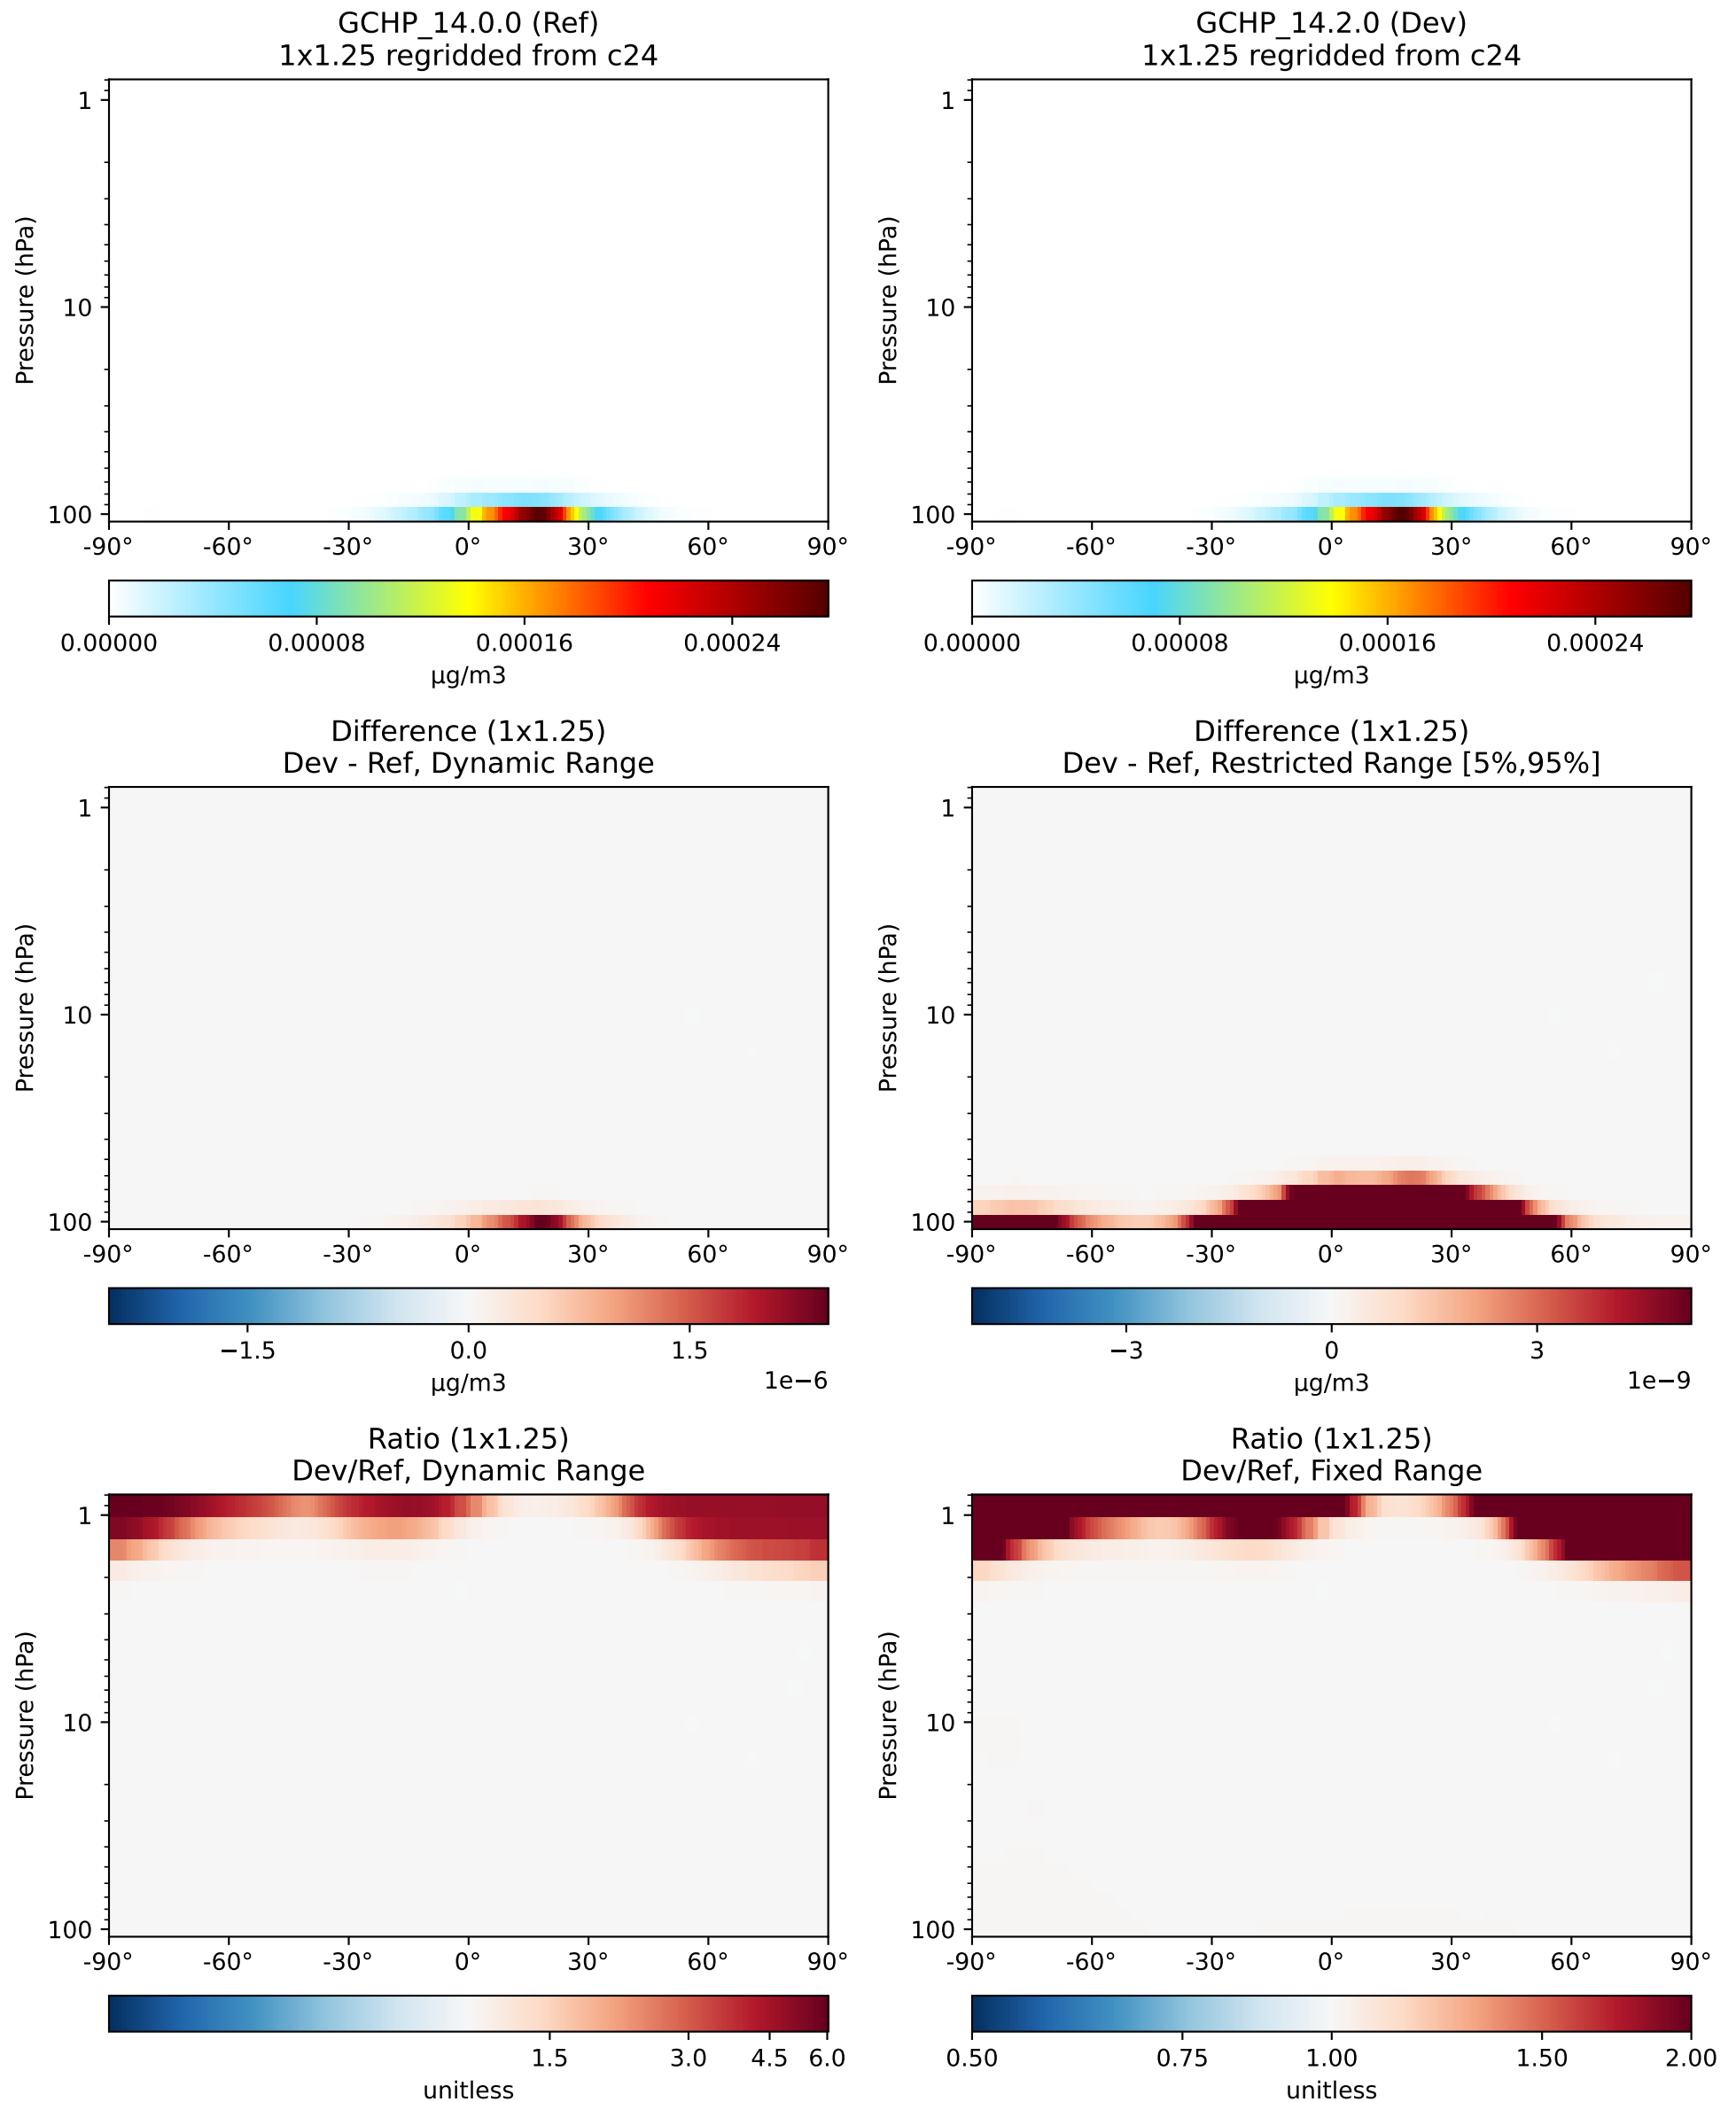 GCHP_14.0.0 (Ref)
1x1.25 regridded from c24
Pressure (hPa)
1
10
100
-90° -60° -30° 0° 30° 60° 90°
0.00000 0.00008 0.00016 0.00024
µg/m3
GCHP_14.2.0 (Dev)
1x1.25 regridded from c24
Pressure (hPa)
1
10
100
-90° -60° -30° 0° 30° 60° 90°
0.00000 0.00008 0.00016 0.00024
µg/m3
Difference (1x1.25)
Dev - Ref, Dynamic Range
Pressure (hPa)
1
10
100
-90° -60° -30° 0° 30° 60° 90°
−1.5 0.0 1.5
µg/m3 1e−6
Difference (1x1.25)
Dev - Ref, Restricted Range [5%,95%]
Pressure (hPa)
1
10
100
-90° -60° -30° 0° 30° 60° 90°
−3 0 3
µg/m3 1e−9
Ratio (1x1.25)
Dev/Ref, Dynamic Range
Pressure (hPa)
1
10
100
-90° -60° -30° 0° 30° 60° 90°
1.5 3.0 4.5 6.0
unitless
Ratio (1x1.25)
Dev/Ref, Fixed Range
Pressure (hPa)
1
10
100
-90° -60° -30° 0° 30° 60° 90°
0.50 0.75 1.00 1.50 2.00
unitless